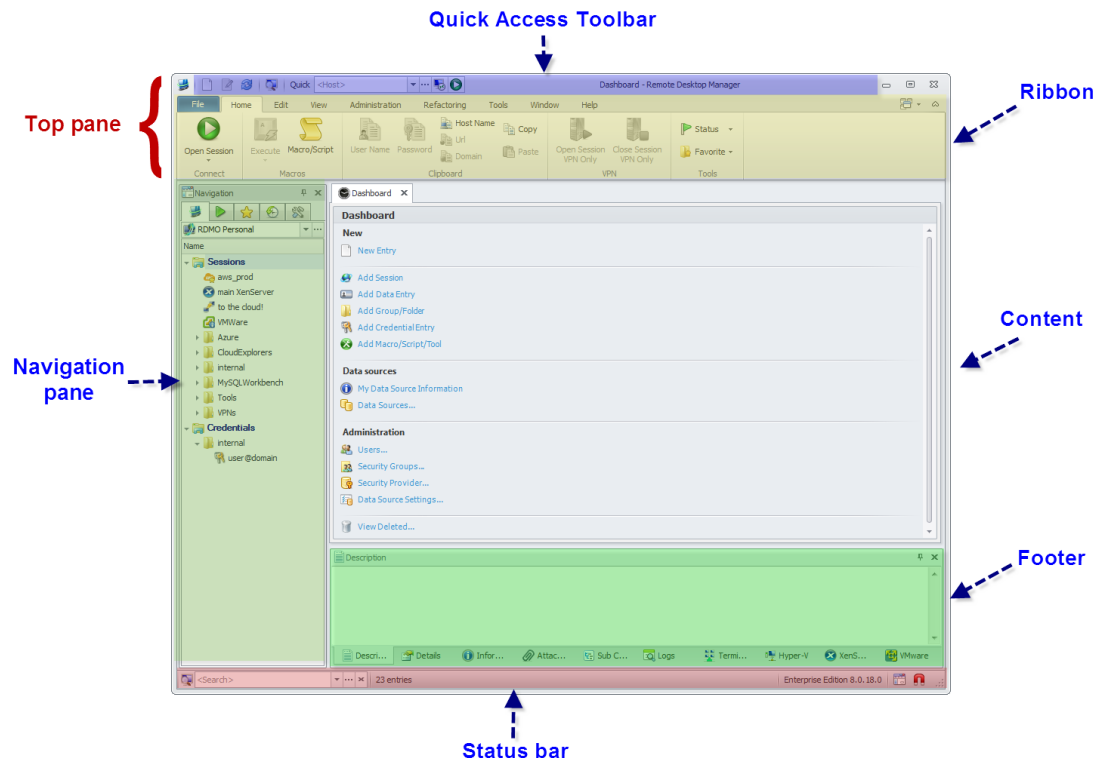 Quick Access Toolbar
Quick <Host>
Dashboard - Remote Desktop Manager
File Home Edit View Administration Refactoring Tools Window Help
Ribbon
Top pane
Open Session
Execute
Macro/Script
User Name
Password
Host Name
Url
Domain
Copy
Paste
Open Session
VPN Only
Close Session
VPN Only
Status
Favorite
Connect Macros Clipboard VPN Tools
Navigation
RDMO Personal
Name
Sessions
aws_prod
main XenServer
to the cloud!
VMWare
Azure
CloudExplorers
internal
MySQLWorkbench
Tools
VPNs
Credentials
internal
user@domain
Navigation
pane
Dashboard
Dashboard
New
New Entry
Add Session
Add Data Entry
Add Group/Folder
Add Credential Entry
Add Macro/Script/Tool
Data sources
My Data Source Information
Data Sources...
Administration
Users...
Security Groups...
Security Provider...
Data Source Settings...
View Deleted...
Content
Description
Footer
Descri... Details Infor... Attac... Sub C... Logs Termi... Hyper-V XenS... VMware
<Search>
23 entries
Enterprise Edition 8.0.18.0
Status bar